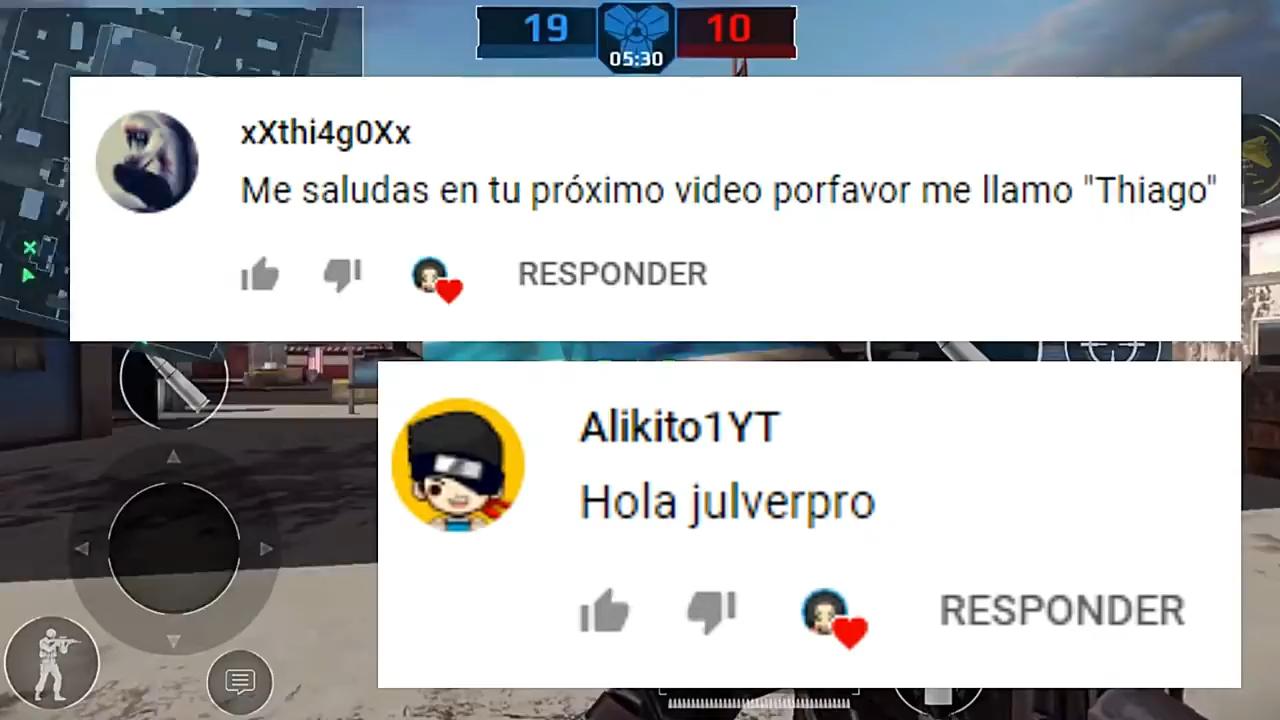 19
10
05:30
xXthi4g0Xx
Me saludas en tu próximo video porfavor me llamo "Thiago"
RESPONDER
Alikito1YT
Hola julverpro
RESPONDER